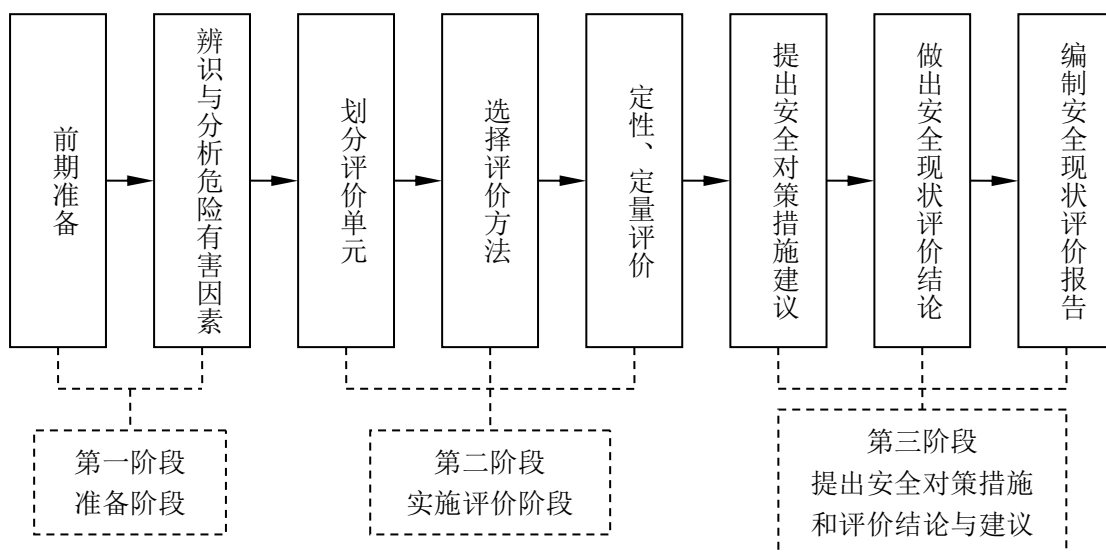 前期准备
辨识与分析危险有害因素
划分评价单元
选择评价方法
定性、定量评价
提出安全对策措施建议
做出安全现状评价结论
编制安全现状评价报告
第一阶段
准备阶段
第二阶段
实施评价阶段
第三阶段
提出安全对策措施
和评价结论与建议